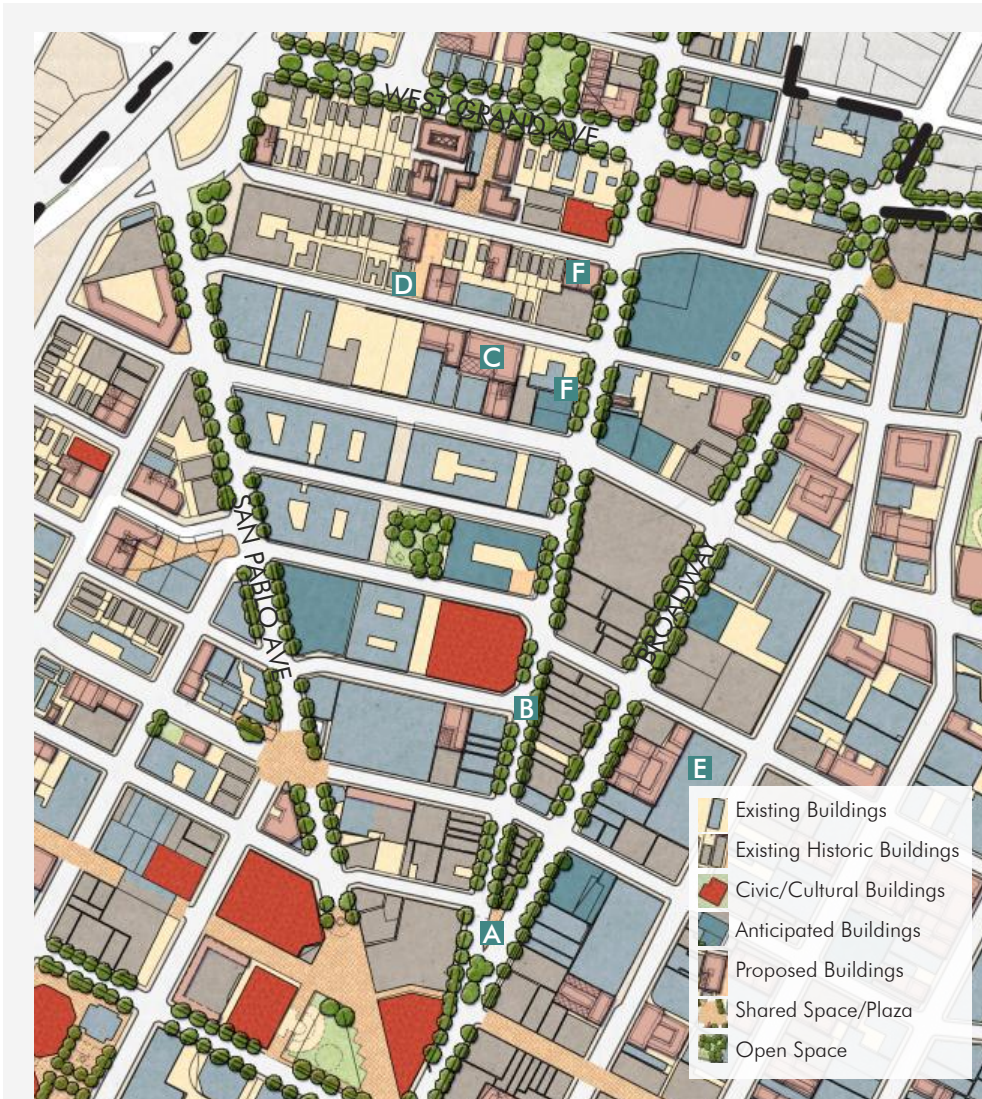 WEST GRAND AVE
D
F
C
F
SAN PABLO AVE
BROADWAY
B
E
A
Existing Buildings
Existing Historic Buildings
Civic/Cultural Buildings
Anticipated Buildings
Proposed Buildings
Shared Space/Plaza
Open Space